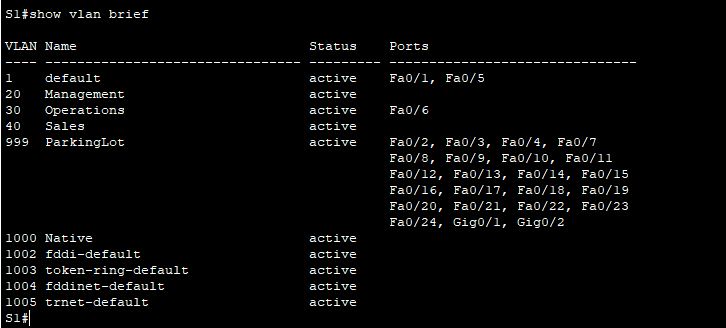 S1#show vlan brief
VLAN Name                             Status    Ports
---- -------------------------------- --------- -------------------------------
1    default                          active    Fa0/1, Fa0/5
20   Management                       active
30   Operations                       active    Fa0/6
40   Sales                            active
999  ParkingLot                       active    Fa0/2, Fa0/3, Fa0/4, Fa0/7
                                                Fa0/8, Fa0/9, Fa0/10, Fa0/11
                                                Fa0/12, Fa0/13, Fa0/14, Fa0/15
                                                Fa0/16, Fa0/17, Fa0/18, Fa0/19
                                                Fa0/20, Fa0/21, Fa0/22, Fa0/23
                                                Fa0/24, Gig0/1, Gig0/2
1000 Native                           active
1002 fddi-default                     active
1003 token-ring-default               active
1004 fddinet-default                  active
1005 trnet-default                    active
S1#